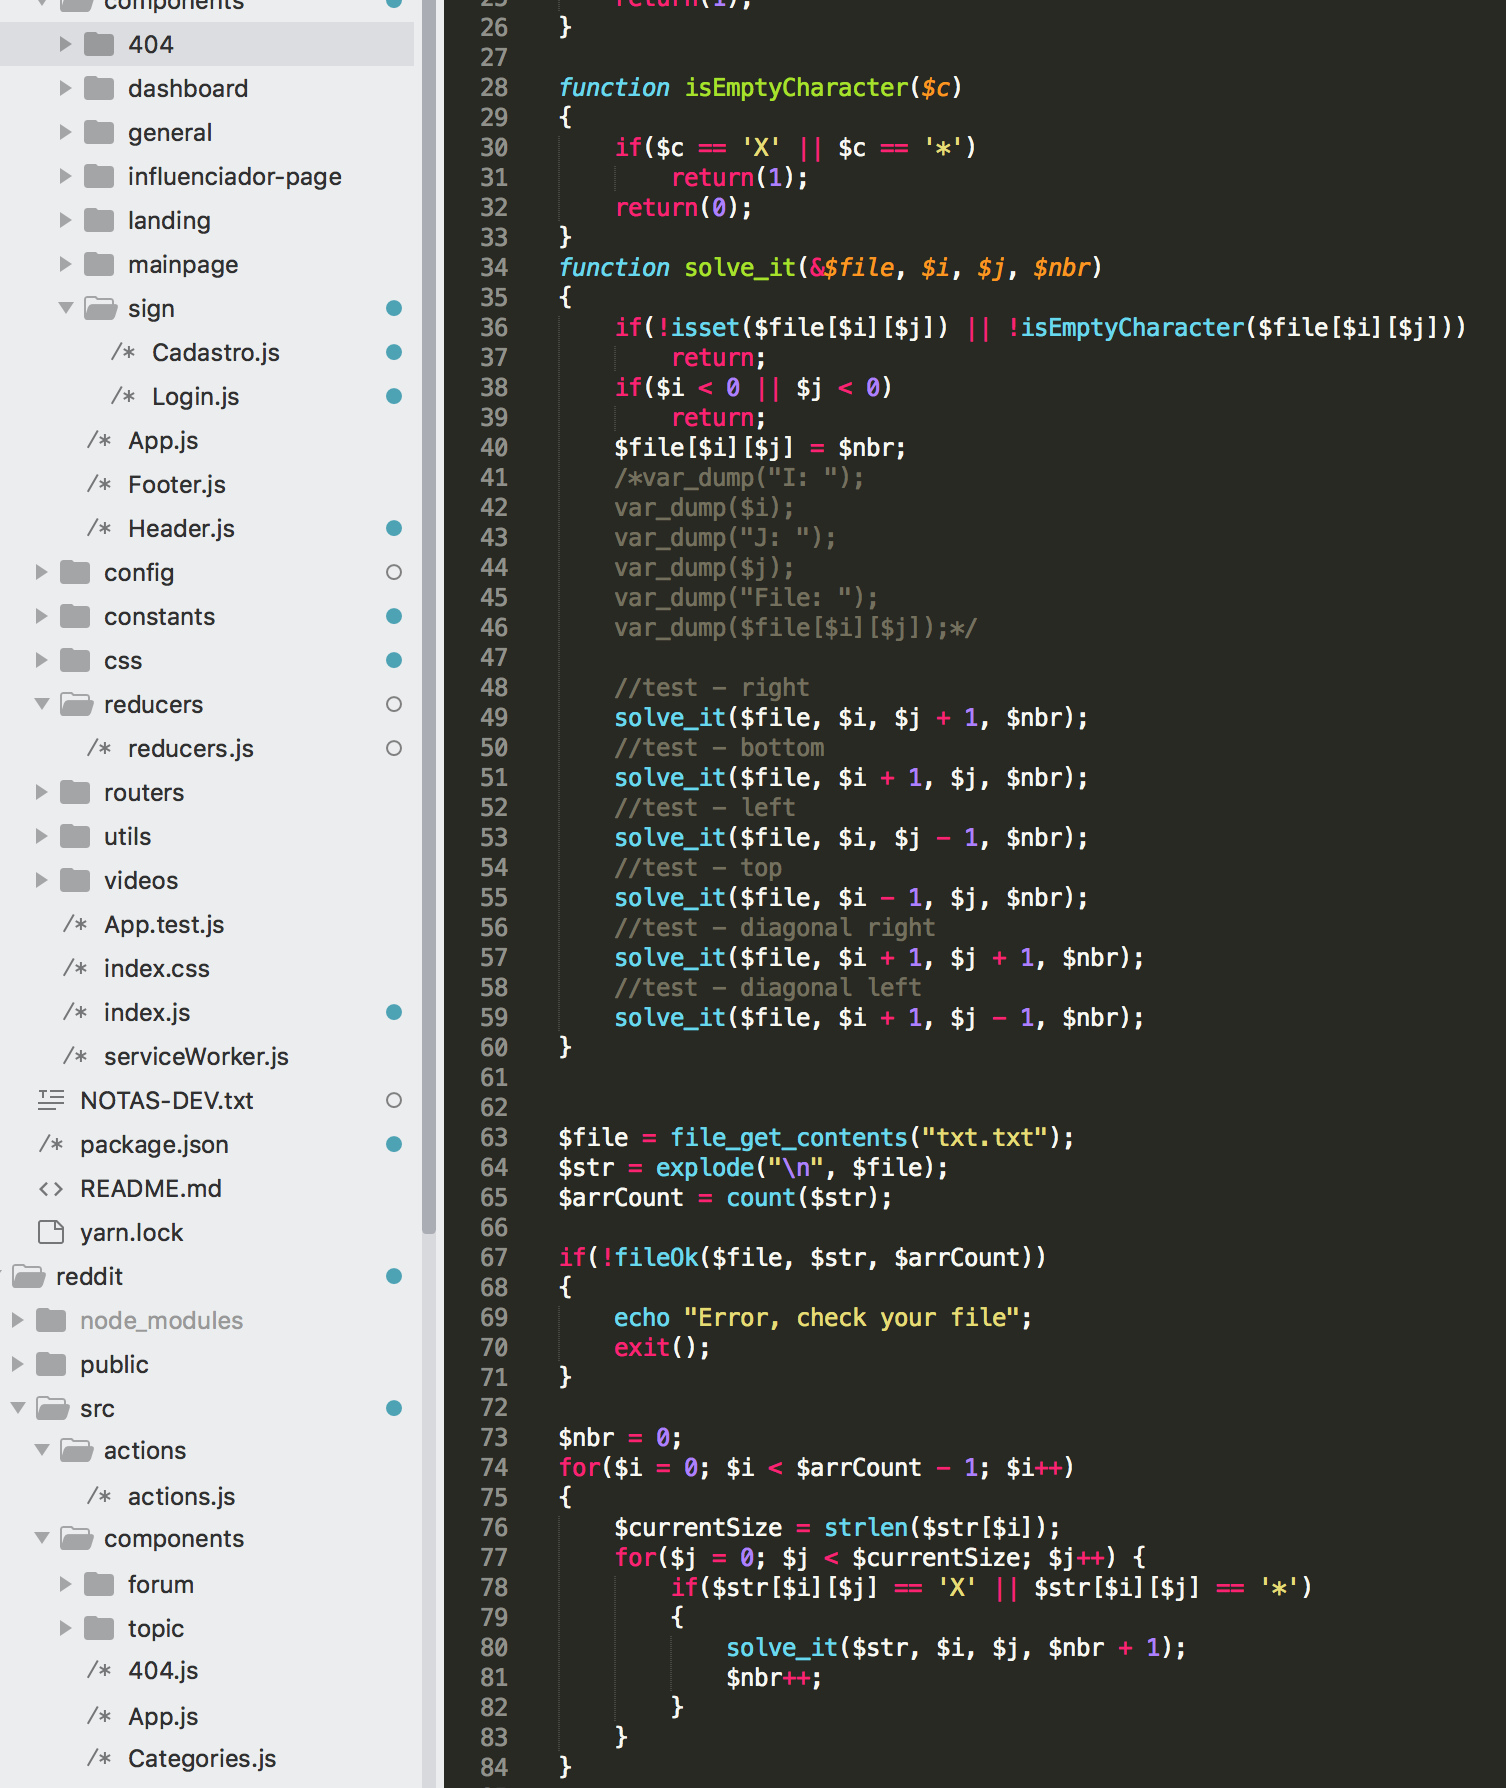 components
404
dashboard
general
influenciador-page
landing
mainpage
sign
/* Cadastro.js
/* Login.js
/* App.js
/* Footer.js
/* Header.js
config
constants
css
reducers
/* reducers.js
routers
utils
videos
/* App.test.js
/* index.css
/* index.js
/* serviceWorker.js
NOTAS-DEV.txt
/* package.json
<> README.md
yarn.lock
reddit
node_modules
public
src
actions
/* actions.js
components
forum
topic
/* 404.js
/* App.js
/* Categories.js
25 return(1);
26 }
27
28 function isEmptyCharacter($c)
29 {
30 if($c == 'X' || $c == '*')
31 return(1);
32 return(0);
33 }
34 function solve_it(&$file, $i, $j, $nbr)
35 {
36 if(!isset($file[$i][$j]) || !isEmptyCharacter($file[$i][$j]))
37 return;
38 if($i < 0 || $j < 0)
39 return;
40 $file[$i][$j] = $nbr;
41 /*var_dump("I: ");
42 var_dump($i);
43 var_dump("J: ");
44 var_dump($j);
45 var_dump("File: ");
46 var_dump($file[$i][$j]);*/
47
48 //test - right
49 solve_it($file, $i, $j + 1, $nbr);
50 //test - bottom
51 solve_it($file, $i + 1, $j, $nbr);
52 //test - left
53 solve_it($file, $i, $j - 1, $nbr);
54 //test - top
55 solve_it($file, $i - 1, $j, $nbr);
56 //test - diagonal right
57 solve_it($file, $i + 1, $j + 1, $nbr);
58 //test - diagonal left
59 solve_it($file, $i + 1, $j - 1, $nbr);
60 }
61
62
63 $file = file_get_contents("txt.txt");
64 $str = explode("\n", $file);
65 $arrCount = count($str);
66
67 if(!fileOk($file, $str, $arrCount))
68 {
69 echo "Error, check your file";
70 exit();
71 }
72
73 $nbr = 0;
74 for($i = 0; $i < $arrCount - 1; $i++)
75 {
76 $currentSize = strlen($str[$i]);
77 for($j = 0; $j < $currentSize; $j++) {
78 if($str[$i][$j] == 'X' || $str[$i][$j] == '*')
79 {
80 solve_it($str, $i, $j, $nbr + 1);
81 $nbr++;
82 }
83 }
84 }